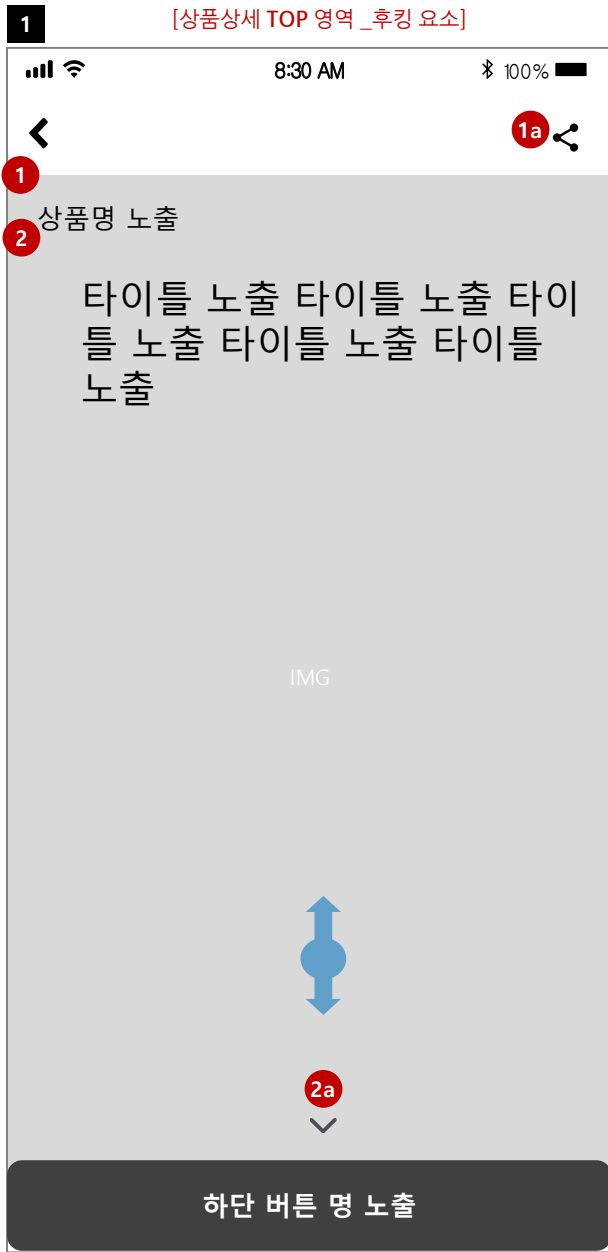 1
[상품상세 TOP 영역 _후킹 요소]
8:30 AM
100%
1a
1
상품명 노출
2
타이틀 노출 타이틀 노출 타이
틀 노출 타이틀 노출 타이틀
노출
IMG
2a
하단 버튼 명 노출